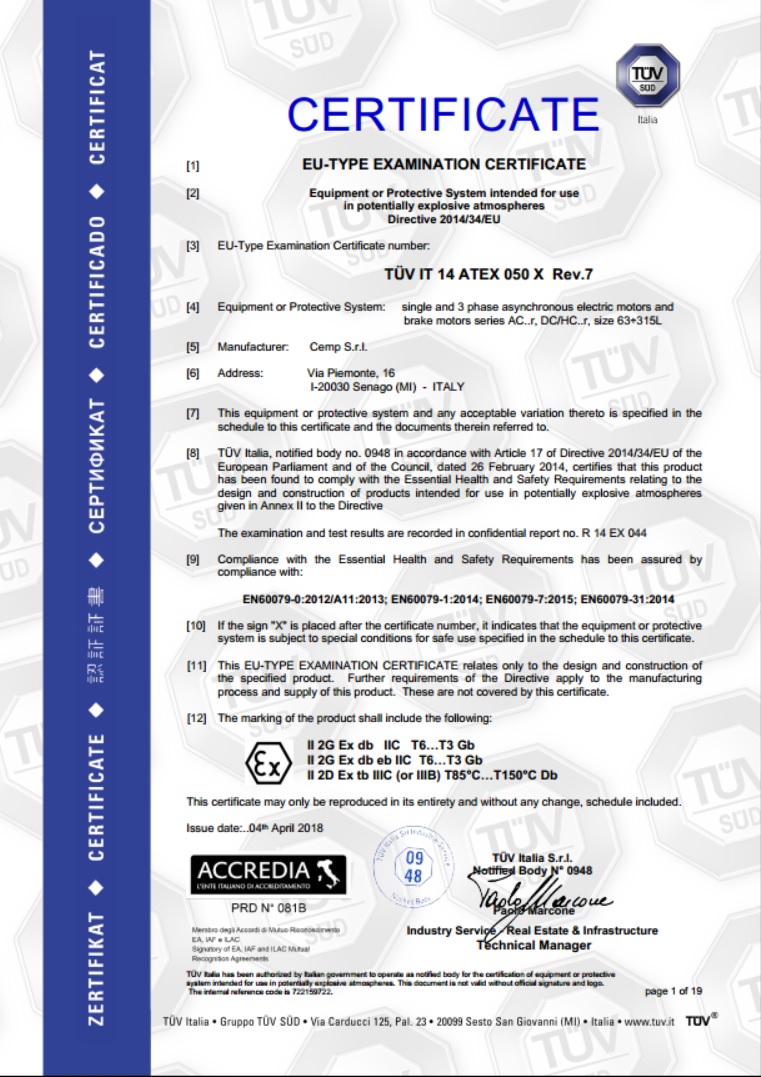 TÜV
SÜD
Italia
CERTIFICATE
ZERTIFIKAT ◆ CERTIFICATE ◆ 認証証書 ◆ СЕРТИФИКАТ ◆ CERTIFICADO ◆ CERTIFICAT
[1] EU-TYPE EXAMINATION CERTIFICATE
[2] Equipment or Protective System intended for use
in potentially explosive atmospheres
Directive 2014/34/EU
[3] EU-Type Examination Certificate number:
TÜV IT 14 ATEX 050 X Rev.7
[4] Equipment or Protective System: single and 3 phase asynchronous electric motors and
brake motors series AC..r, DC/HC..r, size 63÷315L
[5] Manufacturer: Cemp S.r.l.
[6] Address: Via Piemonte, 16
I-20030 Senago (MI) - ITALY
[7] This equipment or protective system and any acceptable variation thereto is specified in the
schedule to this certificate and the documents therein referred to.
[8] TÜV Italia, notified body no. 0948 in accordance with Article 17 of Directive 2014/34/EU of the
European Parliament and of the Council, dated 26 February 2014, certifies that this product
has been found to comply with the Essential Health and Safety Requirements relating to the
design and construction of products intended for use in potentially explosive atmospheres
given in Annex II to the Directive
The examination and test results are recorded in confidential report no. R 14 EX 044
[9] Compliance with the Essential Health and Safety Requirements has been assured by
compliance with:
EN60079-0:2012/A11:2013; EN60079-1:2014; EN60079-7:2015; EN60079-31:2014
[10] If the sign "X" is placed after the certificate number, it indicates that the equipment or protective
system is subject to special conditions for safe use specified in the schedule to this certificate.
[11] This EU-TYPE EXAMINATION CERTIFICATE relates only to the design and construction of
the specified product. Further requirements of the Directive apply to the manufacturing
process and supply of this product. These are not covered by this certificate.
[12] The marking of the product shall include the following:
Ex
II 2G Ex db IIC T6...T3 Gb
II 2G Ex db eb IIC T6...T3 Gb
II 2D Ex tb IIIC (or IIIB) T85°C...T150°C Db
This certificate may only be reproduced in its entirety and without any change, schedule included.
Issue date:..04th April 2018
ACCREDIA
L'ENTE ITALIANO DI ACCREDITAMENTO
PRD N° 081B
Membro degli Accordi di Mutuo Riconoscimento
EA, IAF e ILAC
Signatory of EA, IAF and ILAC Mutual
Recognition Agreements
09
48
Notified Body
TÜV Italia S.r.l.
Notified Body N° 0948
Paolo Marcone
Paolo Marcone
Industry Service - Real Estate & Infrastructure
Technical Manager
TÜV Italia has been authorized by Italian government to operate as notified body for the certification of equipment or protective
system intended for use in potentially explosive atmospheres. This document is not valid without official signature and logo.
The internal reference code is 722159722.
page 1 of 19
TÜV Italia • Gruppo TÜV SÜD • Via Carducci 125, Pal. 23 • 20099 Sesto San Giovanni (MI) • Italia • www.tuv.it TÜV®